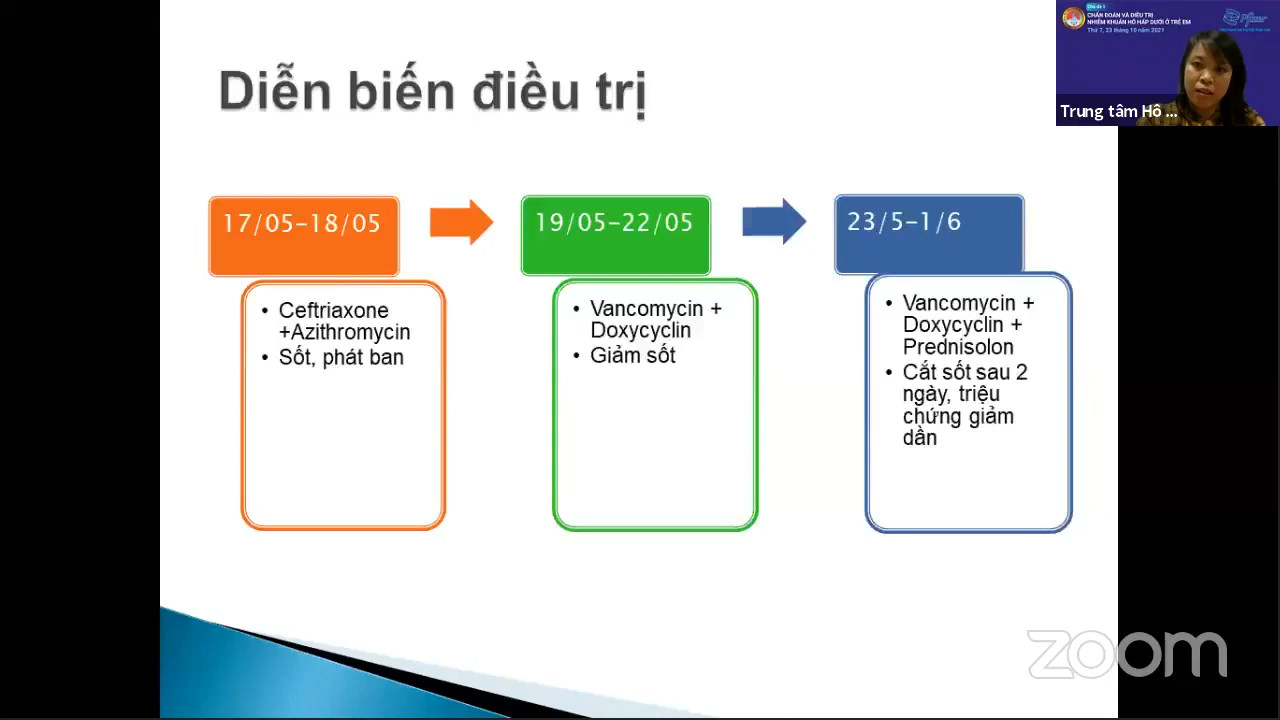 Diễn biến điều trị
17/05-18/05
• Ceftriaxone
+Azithromycin
• Sốt, phát ban
19/05-22/05
• Vancomycin +
Doxycyclin
• Giảm sốt
23/5-1/6
• Vancomycin +
Doxycyclin +
Prednisolon
• Cắt sốt sau 2
ngày, triệu
chứng giảm
dần
CHẨN ĐOÁN VÀ ĐIỀU TRỊ
NHIỄM KHUẨN HÔ HẤP DƯỚI Ở TRẺ EM
Thứ 7, 23 tháng 10 năm 2021
Pfizer
Trung tâm Hô ...
zoom